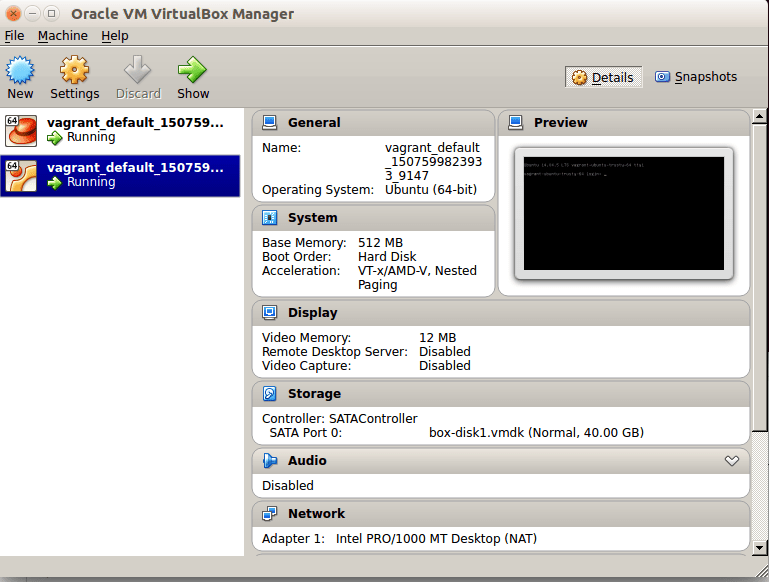 Oracle VM VirtualBox Manager
File Machine Help
New Settings Discard Show Details Snapshots
64 vagrant_default_150759...
Running
64 vagrant_default_150759...
Running
General
Name: vagrant_default
_150759982393
3_9147
Operating System: Ubuntu (64-bit)
Preview
System
Base Memory: 512 MB
Boot Order: Hard Disk
Acceleration: VT-x/AMD-V, Nested
Paging
Display
Video Memory: 12 MB
Remote Desktop Server: Disabled
Video Capture: Disabled
Storage
Controller: SATAController
SATA Port 0: box-disk1.vmdk (Normal, 40.00 GB)
Audio
Disabled
Network
Adapter 1: Intel PRO/1000 MT Desktop (NAT)